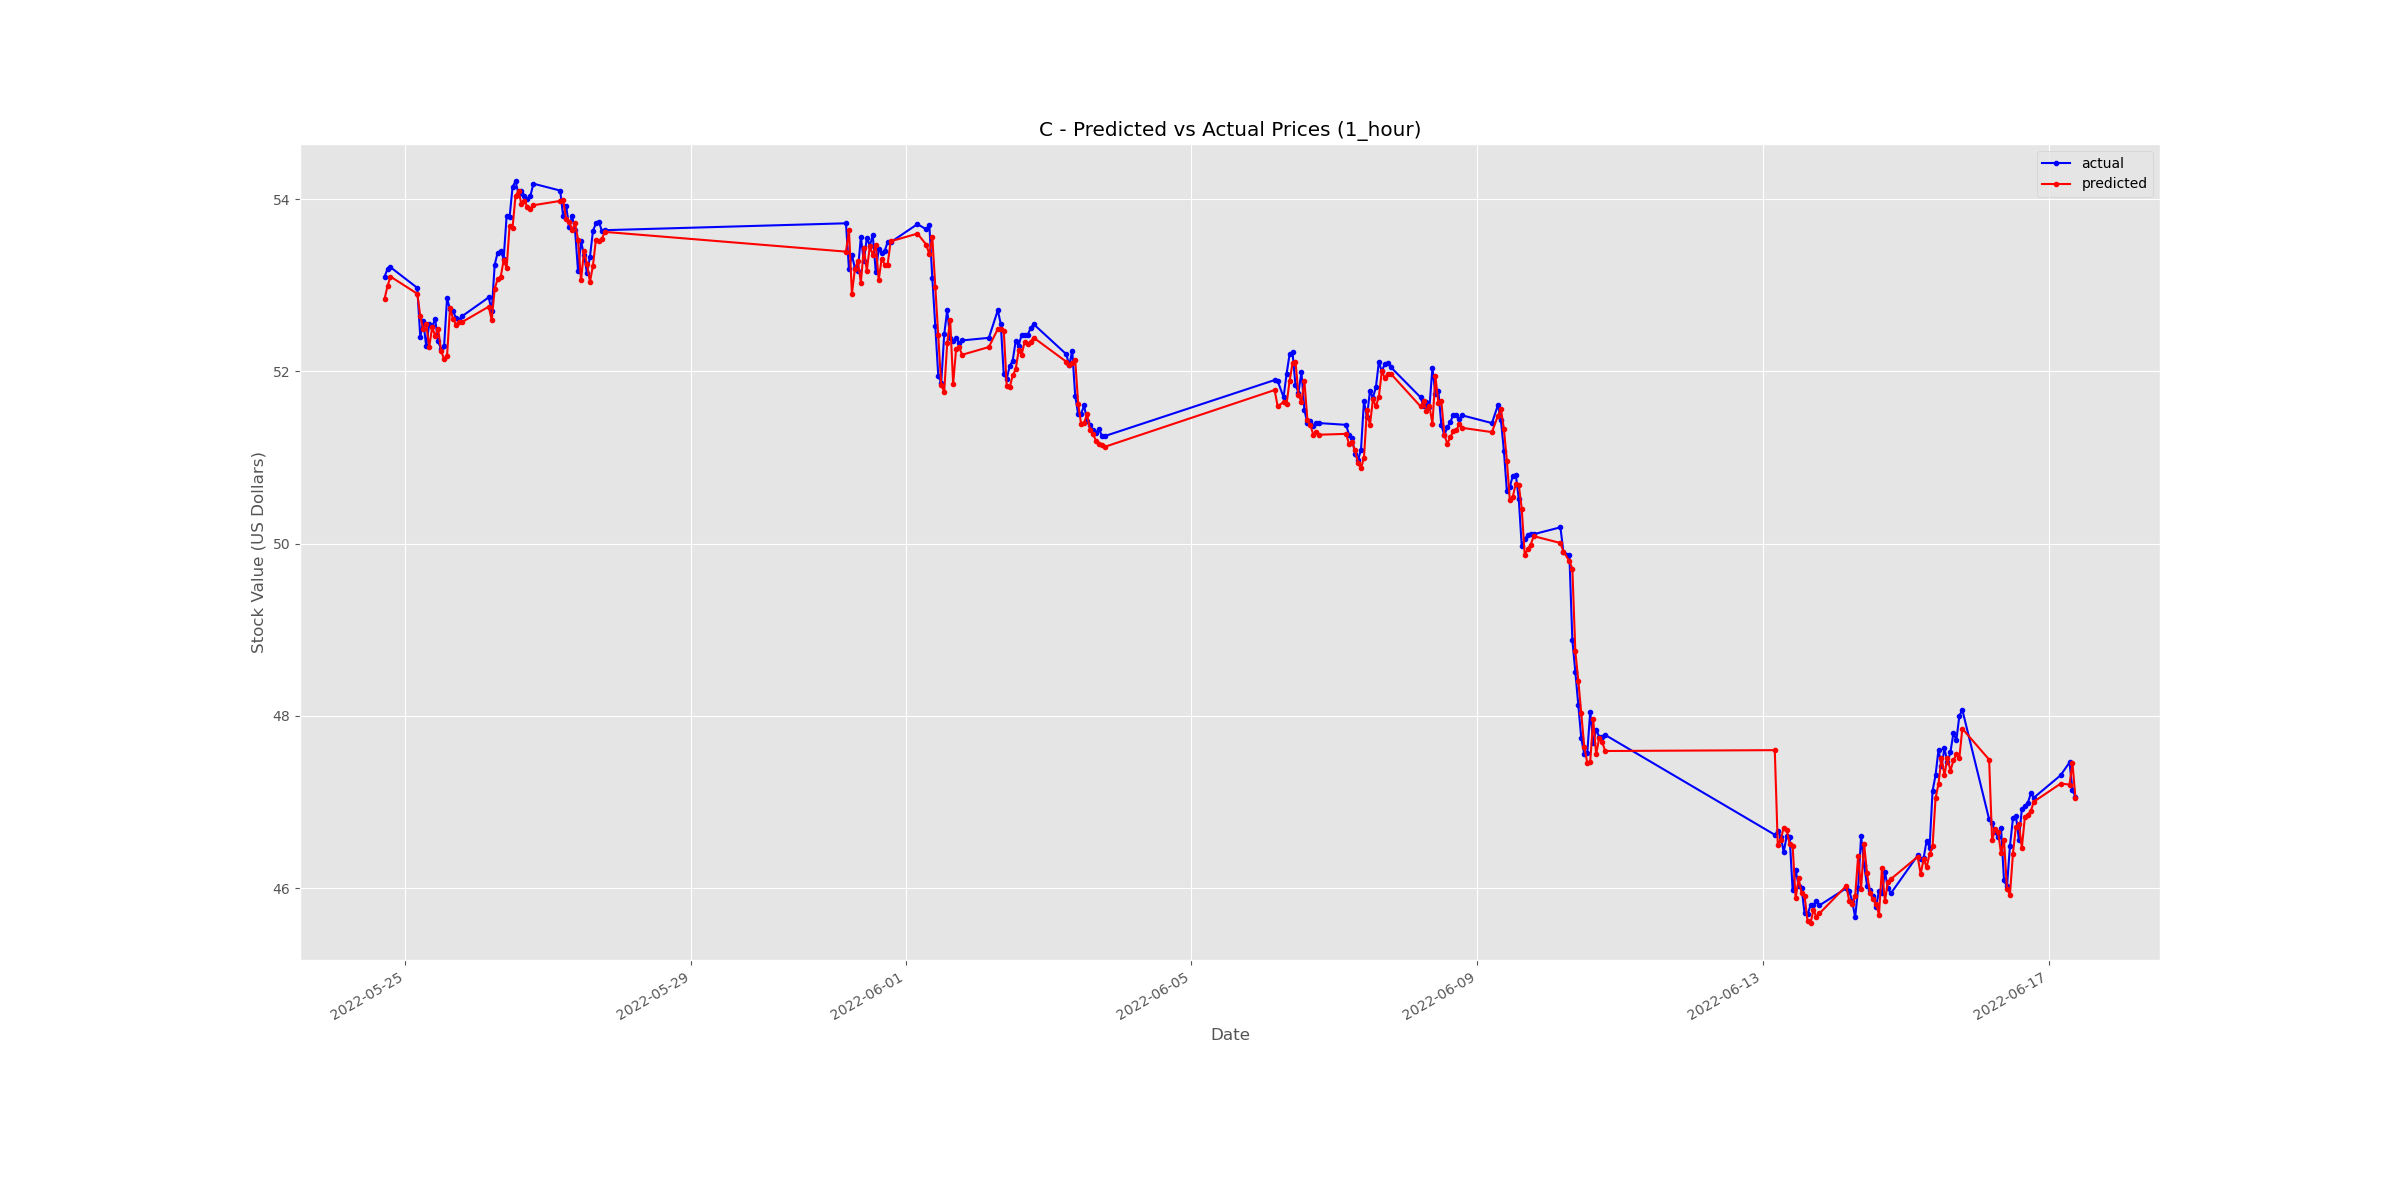 C - Predicted vs Actual Prices (1_hour)
actual
predicted
54
52
50
48
46
Stock Value (US Dollars)
2022-05-25
2022-05-29
2022-06-01
2022-06-05
2022-06-09
2022-06-13
2022-06-17
Date